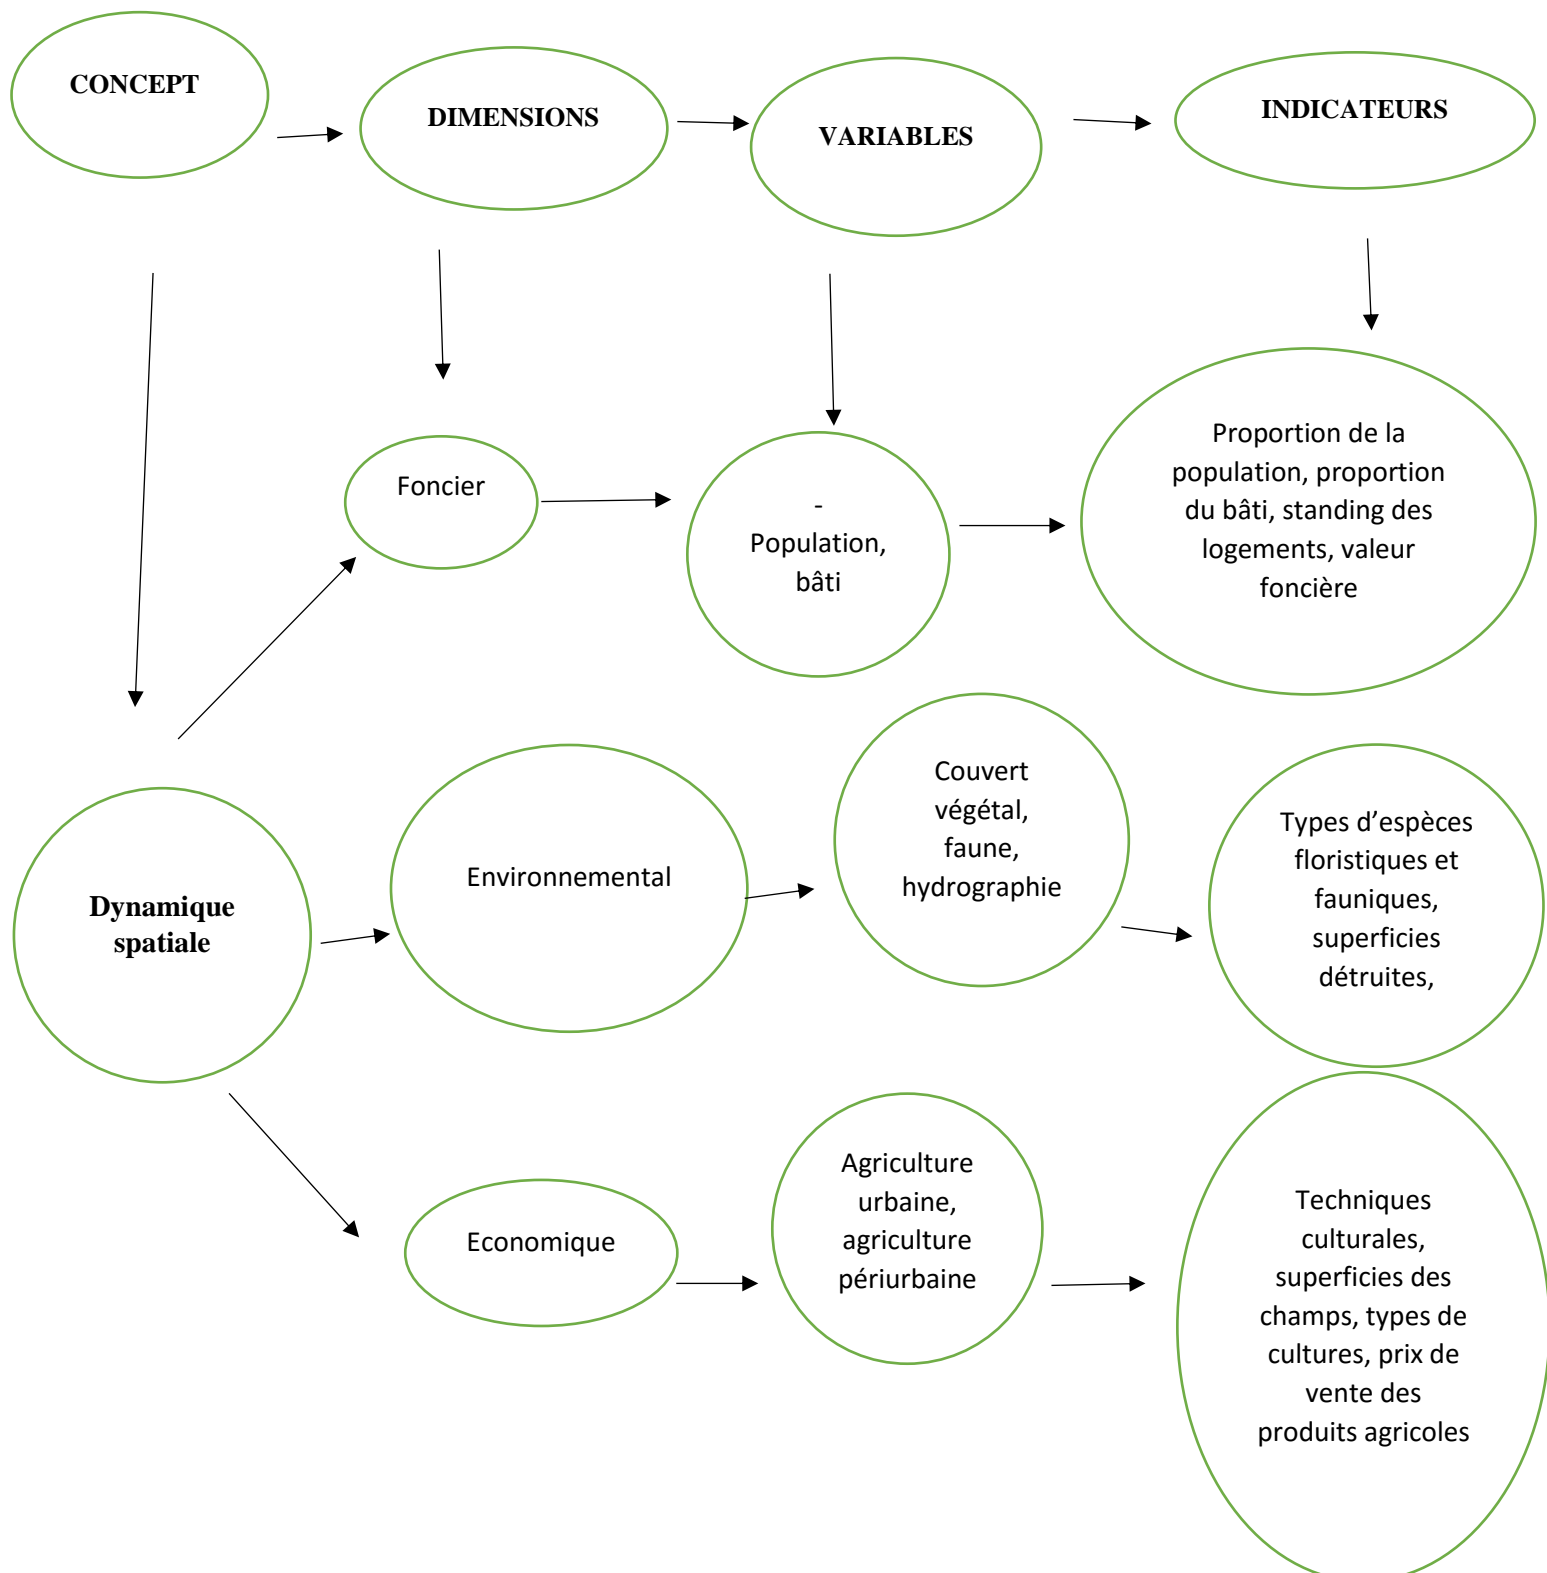 CONCEPT
DIMENSIONS
VARIABLES
INDICATEURS
Foncier
-
Population,
bâti
Proportion de la
population, proportion
du bâti, standing des
logements, valeur
foncière
Dynamique
spatiale
Environnemental
Couvert
végétal,
faune,
hydrographie
Types d’espèces
floristiques et
fauniques,
superficies
détruites,
Economique
Agriculture
urbaine,
agriculture
périurbaine
Techniques
culturales,
superficies des
champs, types de
cultures, prix de
vente des
produits agricoles